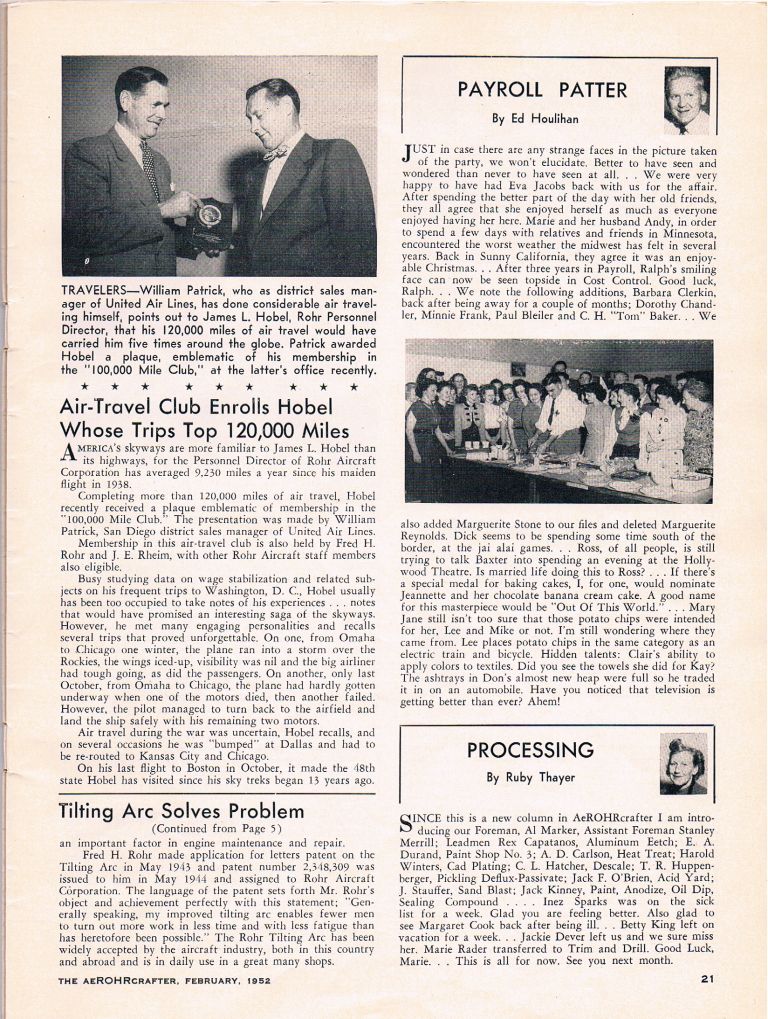 TRAVELERS—William Patrick, who as district sales man-
ager of United Air Lines, has done considerable air travel-
ing himself, points out to James L. Hobel, Rohr Personnel
Director, that his 120,000 miles of air travel would have
carried him five times around the globe. Patrick awarded
Hobel a plaque, emblematic of his membership in
the "100,000 Mile Club," at the latter's office recently.
★ ★ ★ ★ ★ ★ ★ ★ ★
Air-Travel Club Enrolls Hobel
Whose Trips Top 120,000 Miles
AMERICA'S skyways are more familiar to James L. Hobel than
its highways, for the Personnel Director of Rohr Aircraft
Corporation has averaged 9,230 miles a year since his maiden
flight in 1938.
Completing more than 120,000 miles of air travel, Hobel
recently received a plaque emblematic of membership in the
"100,000 Mile Club." The presentation was made by William
Patrick, San Diego district sales manager of United Air Lines.
Membership in this air-travel club is also held by Fred H.
Rohr and J. E. Rheim, with other Rohr Aircraft staff members
also eligible.
Busy studying data on wage stabilization and related sub-
jects on his frequent trips to Washington, D. C., Hobel usually
has been too occupied to take notes of his experiences . . . notes
that would have promised an interesting saga of the skyways.
However, he met many engaging personalities and recalls
several trips that proved unforgettable. On one, from Omaha
to Chicago one winter, the plane ran into a storm over the
Rockies, the wings iced-up, visibility was nil and the big airliner
had tough going, as did the passengers. On another, only last
October, from Omaha to Chicago, the plane had hardly gotten
underway when one of the motors died, then another failed.
However, the pilot managed to turn back to the airfield and
land the ship safely with his remaining two motors.
Air travel during the war was uncertain, Hobel recalls, and
on several occasions he was "bumped" at Dallas and had to
be re-routed to Kansas City and Chicago.
On his last flight to Boston in October, it made the 48th
state Hobel has visited since his sky treks began 13 years ago.
Tilting Arc Solves Problem
(Continued from Page 5)
an important factor in engine maintenance and repair.
Fred H. Rohr made application for letters patent on the
Tilting Arc in May 1943 and patent number 2,348,309 was
issued to him in May 1944 and assigned to Rohr Aircraft
Corporation. The language of the patent sets forth Mr. Rohr's
object and achievement perfectly with this statement; "Gen-
erally speaking, my improved tilting arc enables fewer men
to turn out more work in less time and with less fatigue than
has heretofore been possible." The Rohr Tilting Arc has been
widely accepted by the aircraft industry, both in this country
and abroad and is in daily use in a great many shops.
PAYROLL PATTER
By Ed Houlihan
JUST in case there are any strange faces in the picture taken
of the party, we won't elucidate. Better to have seen and
wondered than never to have seen at all. . . We were very
happy to have had Eva Jacobs back with us for the affair.
After spending the better part of the day with her old friends,
they all agree that she enjoyed herself as much as everyone
enjoyed having her here. Marie and her husband Andy, in order
to spend a few days with relatives and friends in Minnesota,
encountered the worst weather the midwest has felt in several
years. Back in Sunny California, they agree it was an enjoy-
able Christmas. . . After three years in Payroll, Ralph's smiling
face can now be seen topside in Cost Control. Good luck,
Ralph. . . We note the following additions, Barbara Clerkin,
back after being away for a couple of months; Dorothy Chand-
ler, Minnie Frank, Paul Bleiler and C. H. "Tom" Baker. . . We
also added Marguerite Stone to our files and deleted Marguerite
Reynolds. Dick seems to be spending some time south of the
border, at the jai alai games. . . Ross, of all people, is still
trying to talk Baxter into spending an evening at the Holly-
wood Theatre. Is married life doing this to Ross? . . . If there's
a special medal for baking cakes, I, for one, would nominate
Jeannette and her chocolate banana cream cake. A good name
for this masterpiece would be "Out Of This World." . . . Mary
Jane still isn't too sure that those potato chips were intended
for her, Lee and Mike or not. I'm still wondering where they
came from. Lee places potato chips in the same category as an
electric train and bicycle. Hidden talents: Clair's ability to
apply colors to textiles. Did you see the towels she did for Kay?
The ashtrays in Don's almost new heap were full so he traded
it in on an automobile. Have you noticed that television is
getting better than ever? Ahem!
PROCESSING
By Ruby Thayer
SINCE this is a new column in AeROHRcrafter I am intro-
ducing our Foreman, Al Marker, Assistant Foreman Stanley
Merrill; Leadmen Rex Capatanos, Aluminum Eetch; E. A.
Durand, Paint Shop No. 3; A. D. Carlson, Heat Treat; Harold
Winters, Cad Plating; C. L. Hatcher, Descale; T. R. Huppen-
berger, Pickling Deflux-Passivate; Jack F. O'Brien, Acid Yard;
J. Stauffer, Sand Blast; Jack Kinney, Paint, Anodize, Oil Dip,
Sealing Compound . . . . Inez Sparks was on the sick
list for a week. Glad you are feeling better. Also glad to
see Margaret Cook back after being ill. . . Betty King left on
vacation for a week. . . Jackie Dever left us and we sure miss
her. Marie Rader transferred to Trim and Drill. Good Luck,
Marie. . . This is all for now. See you next month.
THE AEROHRCRAFTER, FEBRUARY, 1952
21